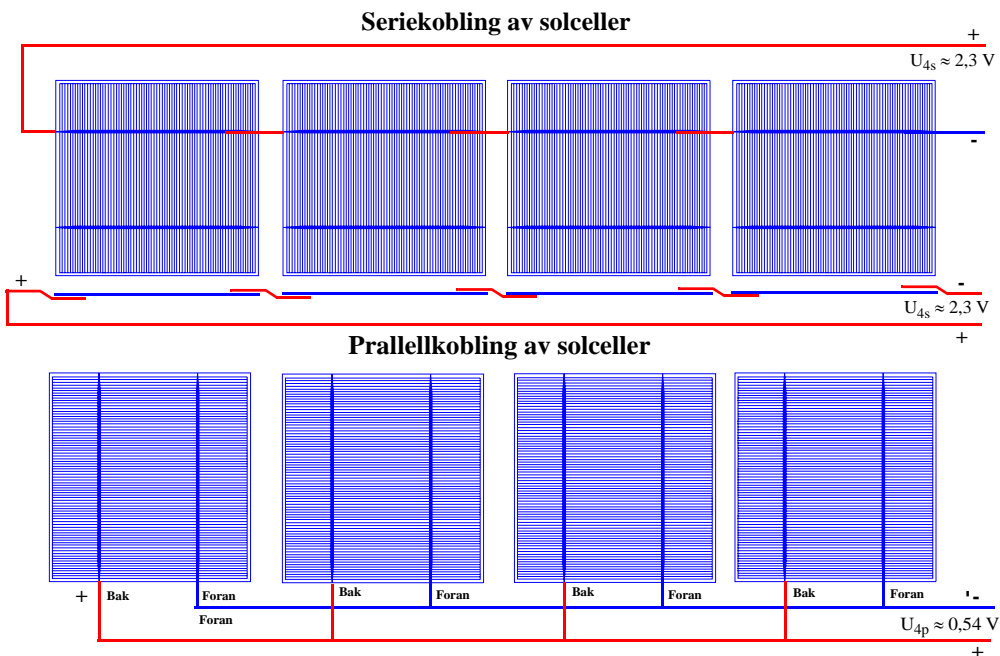 Seriekobling av solceller
+
U4s ≈ 2,3 V
-
+
-
U4s ≈ 2,3 V
+
Prallellkobling av solceller
+ Bak Foran Bak Foran Bak Foran Bak Foran '-
Foran
U4p ≈ 0,54 V
+